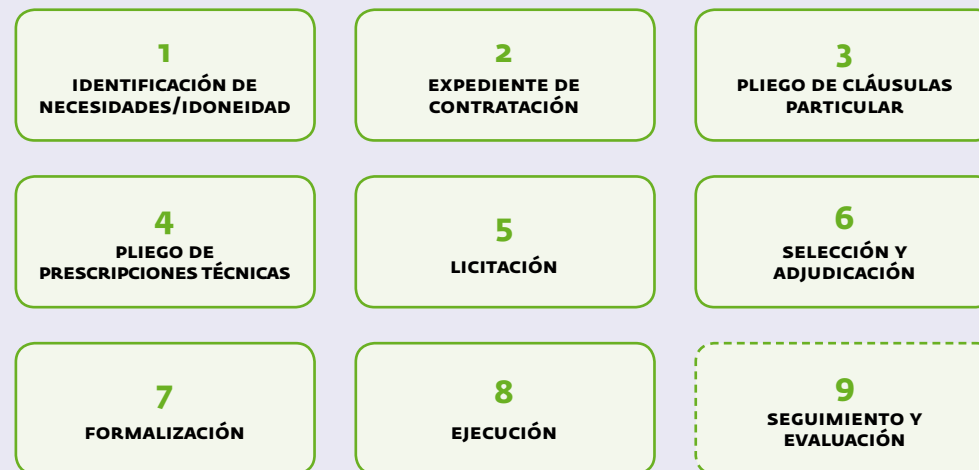 1
IDENTIFICACIÓN DE
NECESIDADES/IDONEIDAD
2
EXPEDIENTE DE
CONTRATACIÓN
3
PLIEGO DE CLÁUSULAS
PARTICULAR
4
PLIEGO DE
PRESCRIPCIONES TÉCNICAS
5
LICITACIÓN
6
SELECCIÓN Y
ADJUDICACIÓN
7
FORMALIZACIÓN
8
EJECUCIÓN
9
SEGUIMIENTO Y
EVALUACIÓN